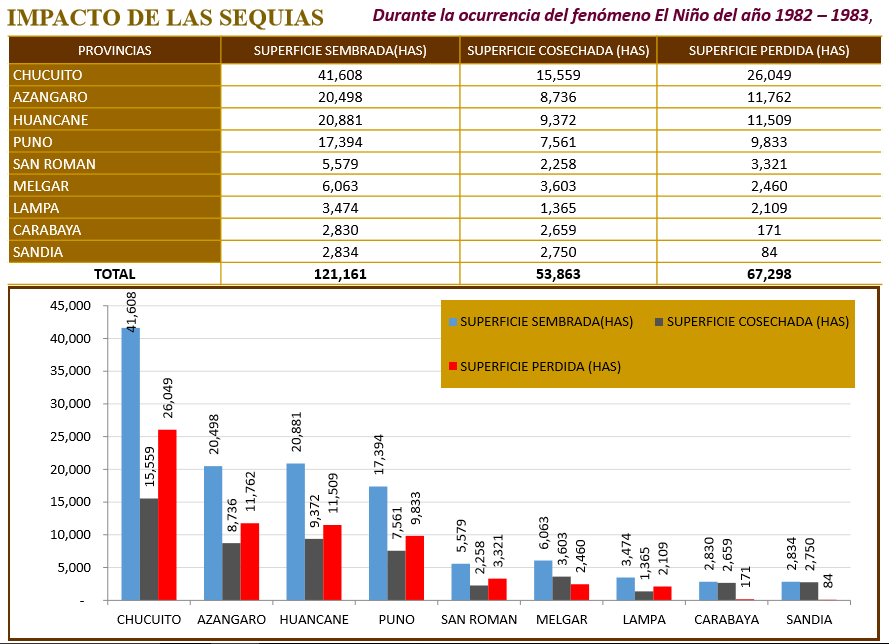 IMPACTO DE LAS SEQUIAS Durante la ocurrencia del fenómeno El Niño del año 1982 – 1983,
PROVINCIAS SUPERFICIE SEMBRADA(HAS) SUPERFICIE COSECHADA (HAS) SUPERFICIE PERDIDA (HAS)
CHUCUITO 41,608 15,559 26,049
AZANGARO 20,498 8,736 11,762
HUANCANE 20,881 9,372 11,509
PUNO 17,394 7,561 9,833
SAN ROMAN 5,579 2,258 3,321
MELGAR 6,063 3,603 2,460
LAMPA 3,474 1,365 2,109
CARABAYA 2,830 2,659 171
SANDIA 2,834 2,750 84
TOTAL 121,161 53,863 67,298
SUPERFICIE SEMBRADA(HAS) SUPERFICIE COSECHADA (HAS)
SUPERFICIE PERDIDA (HAS)
45,000
40,000
35,000
30,000
25,000
20,000
15,000
10,000
5,000
-
41,608 15,559 26,049
20,498 8,736 11,762
20,881 9,372 11,509
17,394 7,561 9,833
5,579 2,258 3,321
6,063 3,603 2,460
3,474 1,365 2,109
2,830 2,659 171
2,834 2,750 84
CHUCUITO AZANGARO HUANCANE PUNO SAN ROMAN MELGAR LAMPA CARABAYA SANDIA